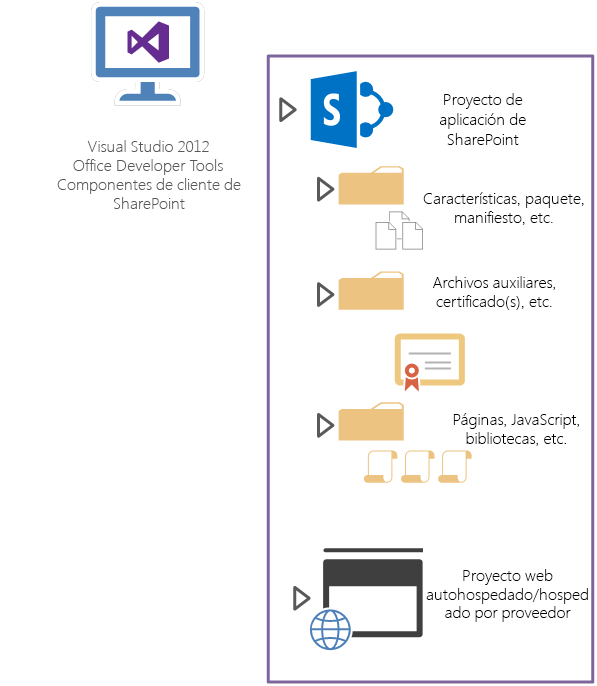 Visual Studio 2012
Office Developer Tools
Componentes de cliente de
SharePoint
S
Proyecto de
aplicación de
SharePoint
Características, paquete,
manifiesto, etc.
Archivos auxiliares,
certificado(s), etc.
Páginas, JavaScript,
bibliotecas, etc.
Proyecto web
autohospedado/hosped
ado por proveedor